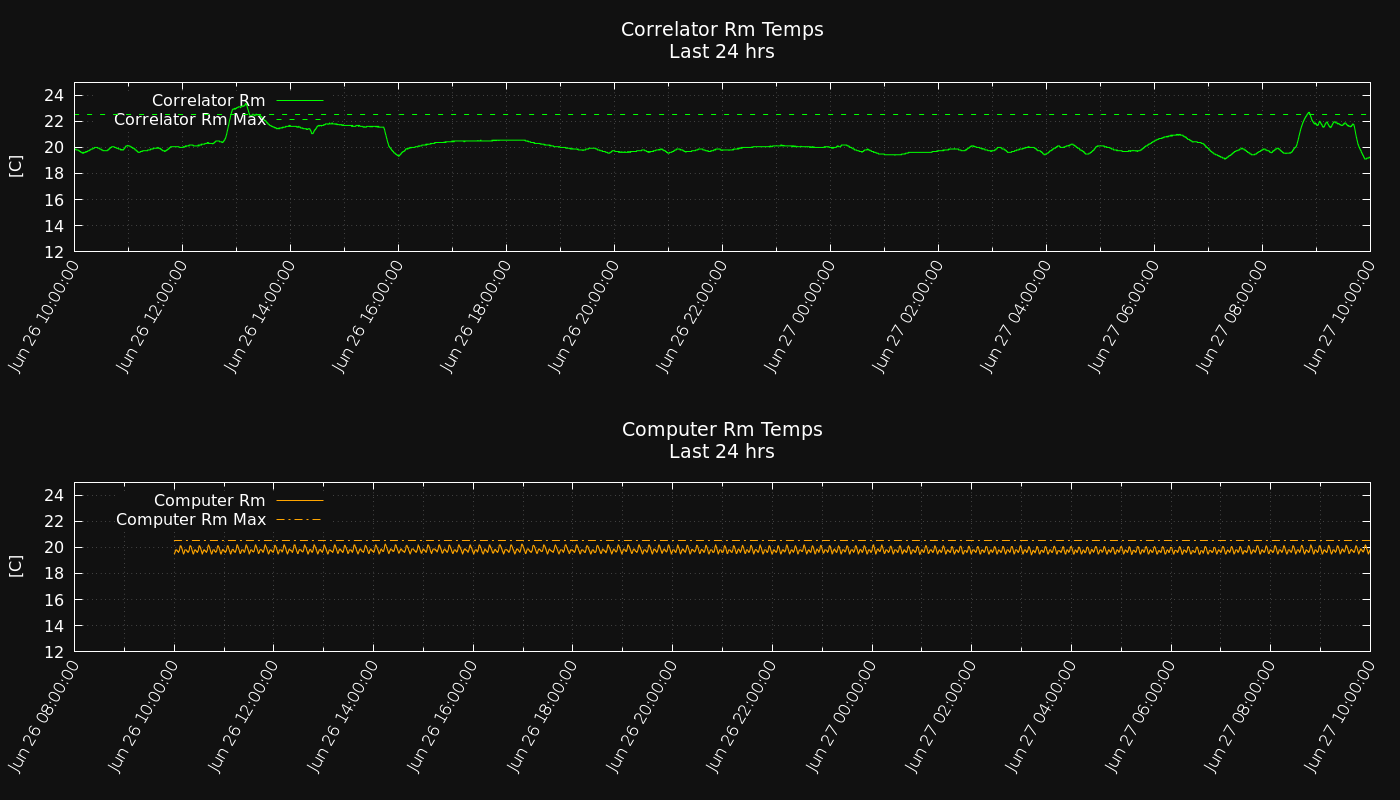 Correlator Rm Temps
Last 24 hrs
Correlator Rm
Correlator Rm Max
[C]
24
22
20
18
16
14
12
Jun 26 10:00:00
Jun 26 12:00:00
Jun 26 14:00:00
Jun 26 16:00:00
Jun 26 18:00:00
Jun 26 20:00:00
Jun 26 22:00:00
Jun 27 00:00:00
Jun 27 02:00:00
Jun 27 04:00:00
Jun 27 06:00:00
Jun 27 08:00:00
Jun 27 10:00:00
Computer Rm Temps
Last 24 hrs
Computer Rm
Computer Rm Max
[C]
24
22
20
18
16
14
12
Jun 26 08:00:00
Jun 26 10:00:00
Jun 26 12:00:00
Jun 26 14:00:00
Jun 26 16:00:00
Jun 26 18:00:00
Jun 26 20:00:00
Jun 26 22:00:00
Jun 27 00:00:00
Jun 27 02:00:00
Jun 27 04:00:00
Jun 27 06:00:00
Jun 27 08:00:00
Jun 27 10:00:00